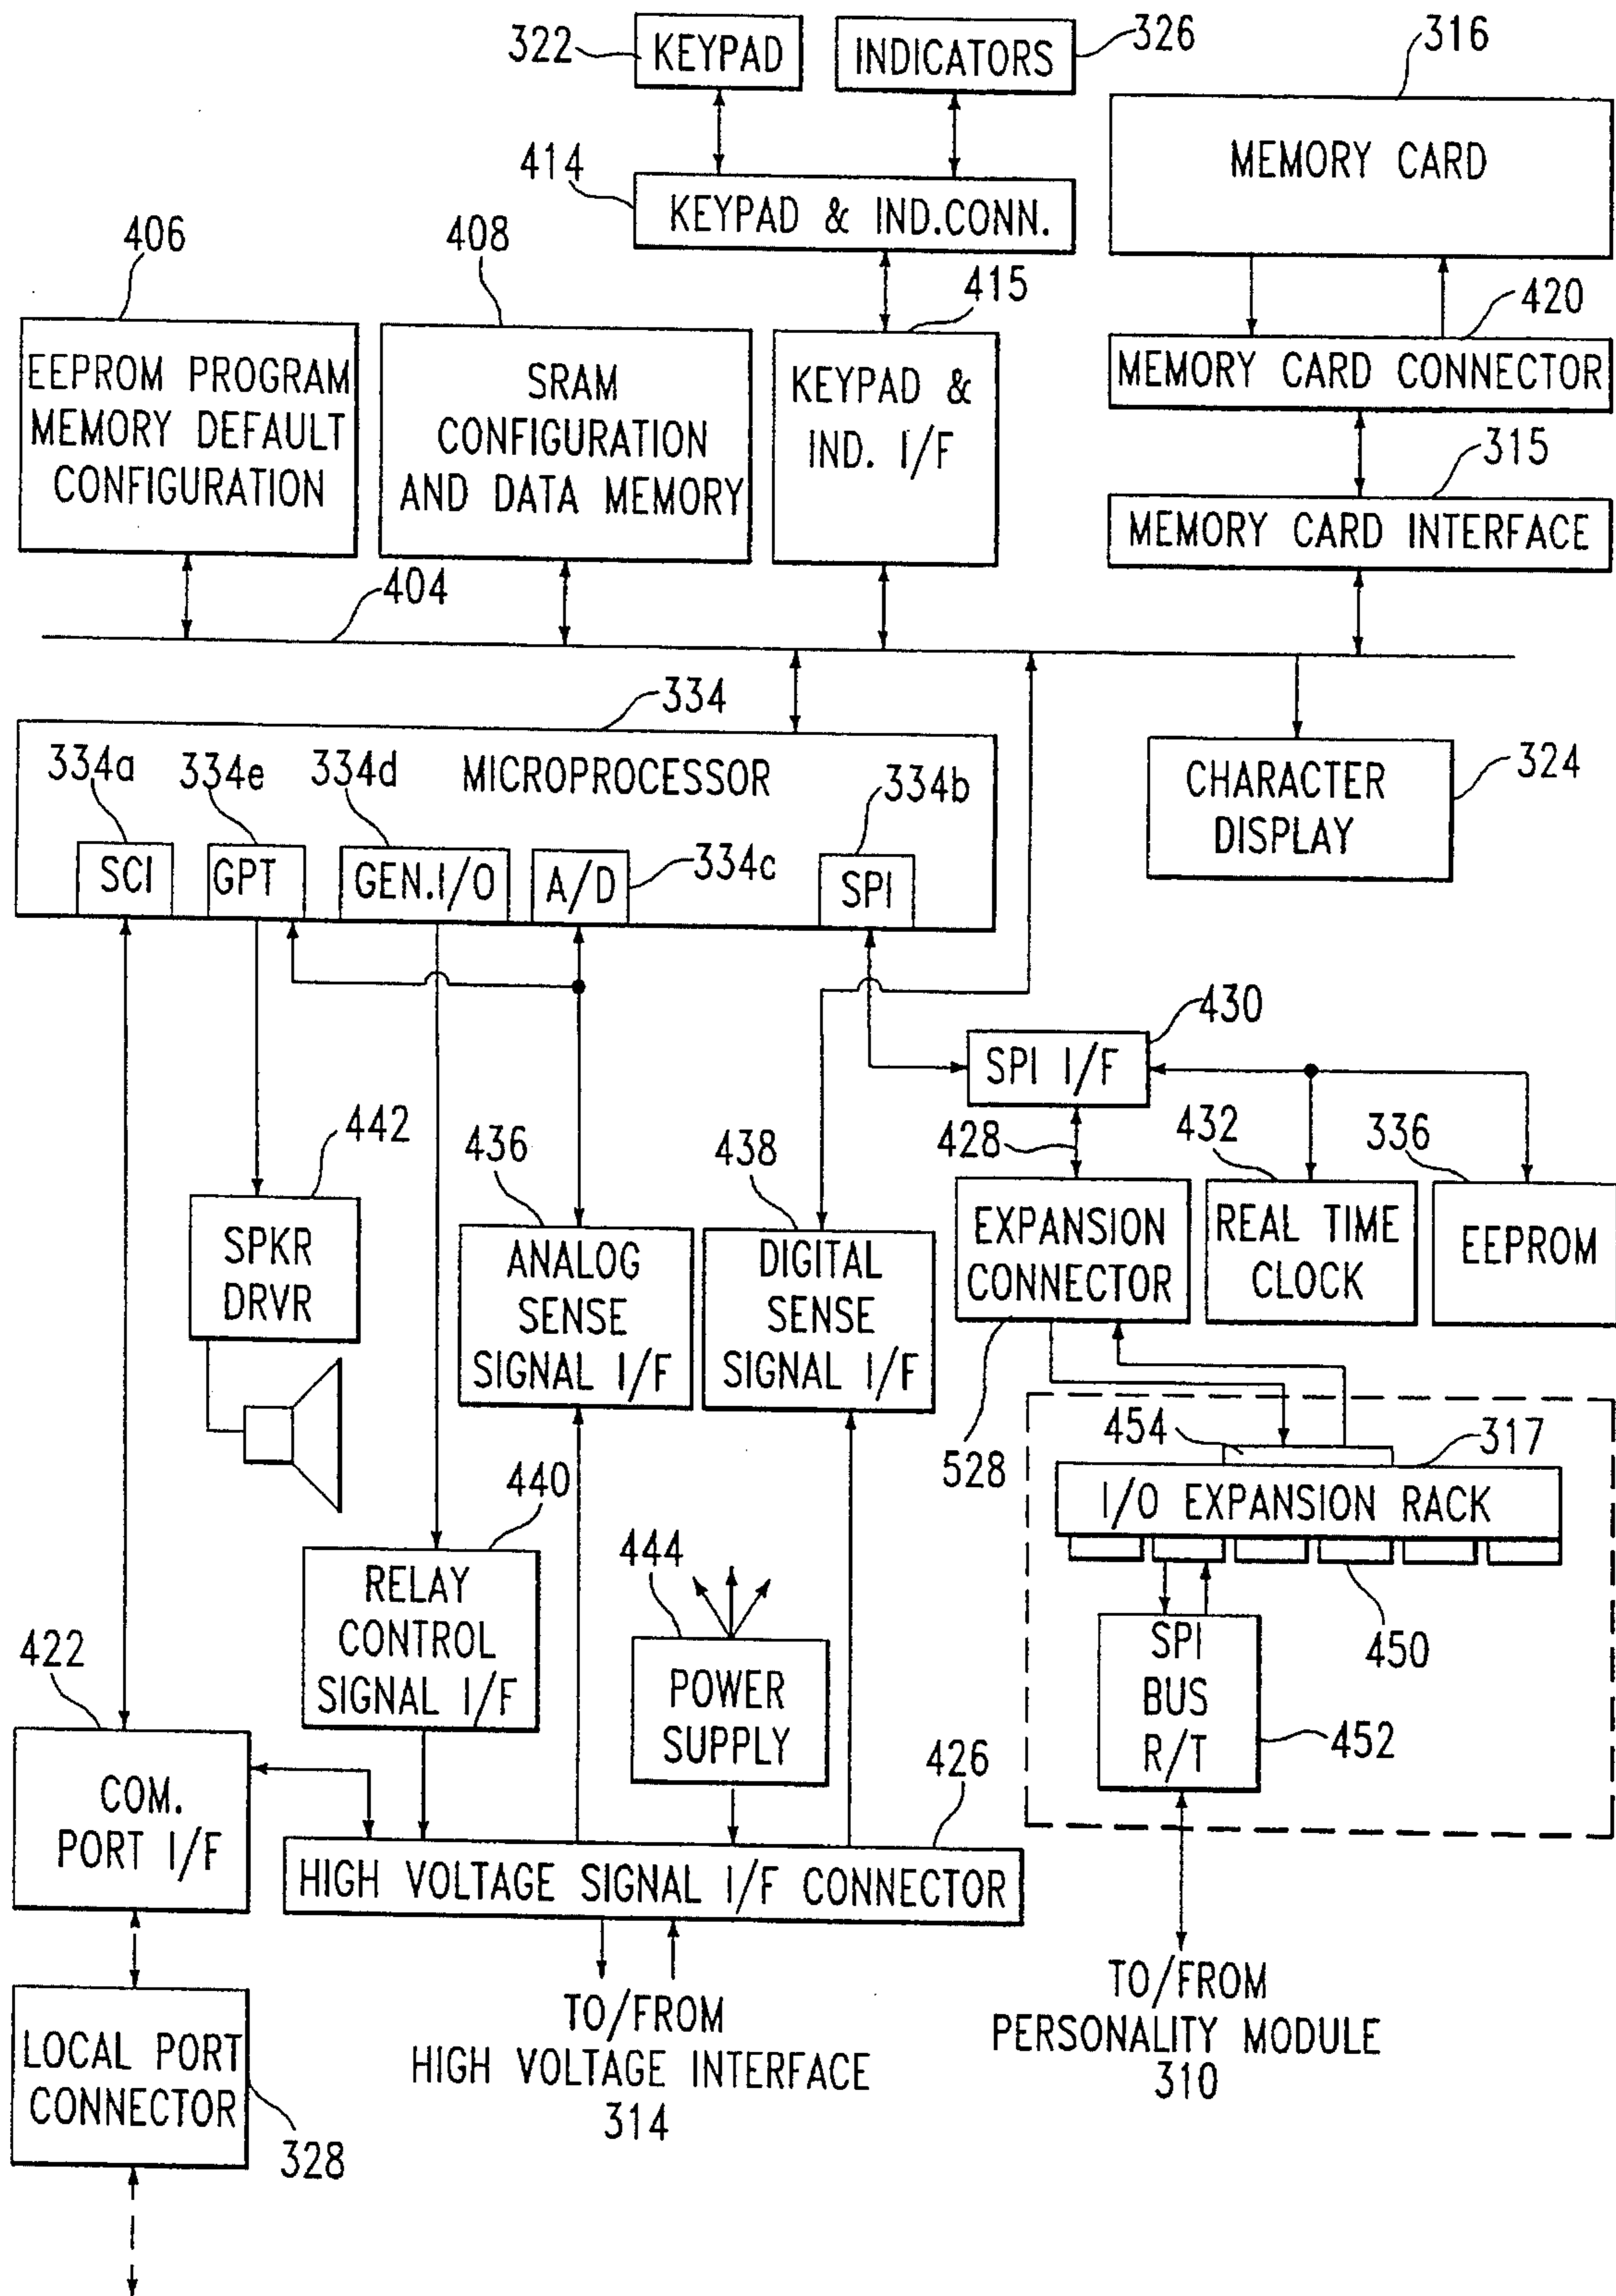 322
KEYPAD
INDICATORS
326
316
MEMORY CARD
414
KEYPAD & IND.CONN.
406
408
415
420
EEPROM PROGRAM
MEMORY DEFAULT
CONFIGURATION
SRAM
CONFIGURATION
AND DATA MEMORY
KEYPAD &
IND. I/F
MEMORY CARD CONNECTOR
315
MEMORY CARD INTERFACE
404
334
334a
334e
334d
MICROPROCESSOR
334b
SCI
GPT
GEN.I/O
A/D
334c
SPI
CHARACTER
DISPLAY
324
430
SPI I/F
442
436
438
428
432
336
SPKR
DRVR
ANALOG
SENSE
SIGNAL I/F
DIGITAL
SENSE
SIGNAL I/F
EXPANSION
CONNECTOR
REAL TIME
CLOCK
EEPROM
528
454
317
I/O EXPANSION RACK
440
444
RELAY
CONTROL
SIGNAL I/F
450
SPI
BUS
R/T
452
422
POWER
SUPPLY
426
COM.
PORT I/F
HIGH VOLTAGE SIGNAL I/F CONNECTOR
TO/FROM
HIGH VOLTAGE INTERFACE
314
TO/FROM
PERSONALITY MODULE
310
LOCAL PORT
CONNECTOR
328